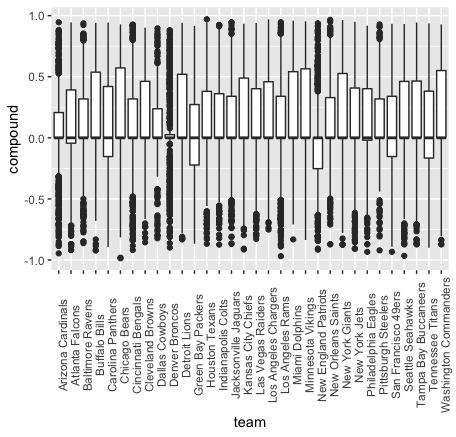 1.0
0.5
0.0
-0.5
-1.0
compound
Arizona Cardinals
Atlanta Falcons
Baltimore Ravens
Buffalo Bills
Carolina Panthers
Chicago Bears
Cincinnati Bengals
Cleveland Browns
Dallas Cowboys
Denver Broncos
Detroit Lions
Green Bay Packers
Houston Texans
Indianapolis Colts
Jacksonville Jaguars
Kansas City Chiefs
Las Vegas Raiders
Los Angeles Chargers
Los Angeles Rams
Miami Dolphins
Minnesota Vikings
New England Patriots
New Orleans Saints
New York Giants
New York Jets
Philadelphia Eagles
Pittsburgh Steelers
San Francisco 49ers
Seattle Seahawks
Tampa Bay Buccaneers
Tennessee Titans
Washington Commanders
team